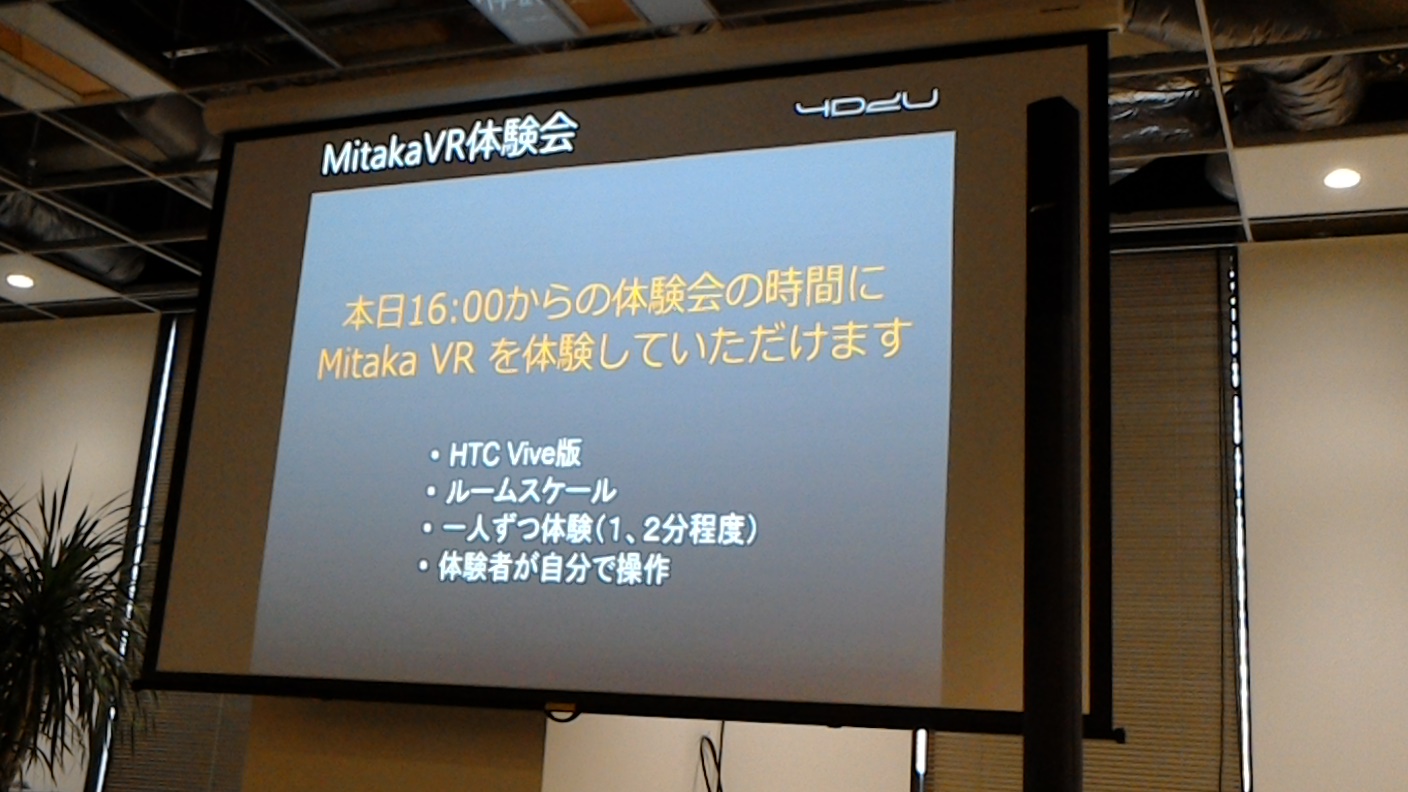 MitakaVR体験会
4D2U
本日16:00からの体験会の時間に
Mitaka VR を体験していただけます
・HTC Vive版
・ルームスケール
・一人ずつ体験(1、2分程度)
・体験者が自分で操作